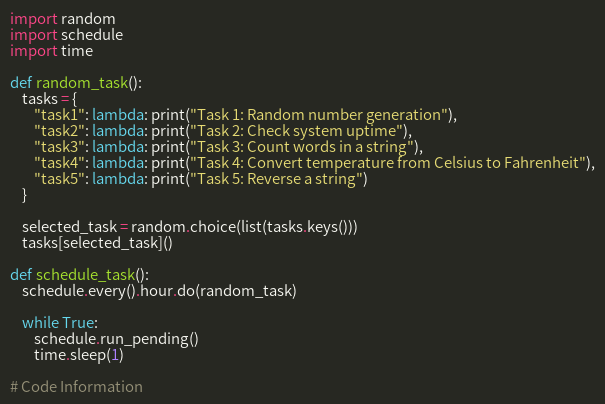 import random
import schedule
import time

def random_task():
    tasks = {
        "task1": lambda: print("Task 1: Random number generation"),
        "task2": lambda: print("Task 2: Check system uptime"),
        "task3": lambda: print("Task 3: Count words in a string"),
        "task4": lambda: print("Task 4: Convert temperature from Celsius to Fahrenheit"),
        "task5": lambda: print("Task 5: Reverse a string")
    }

    selected_task = random.choice(list(tasks.keys()))
    tasks[selected_task]()

def schedule_task():
    schedule.every().hour.do(random_task)

    while True:
        schedule.run_pending()
        time.sleep(1)

# Code Information